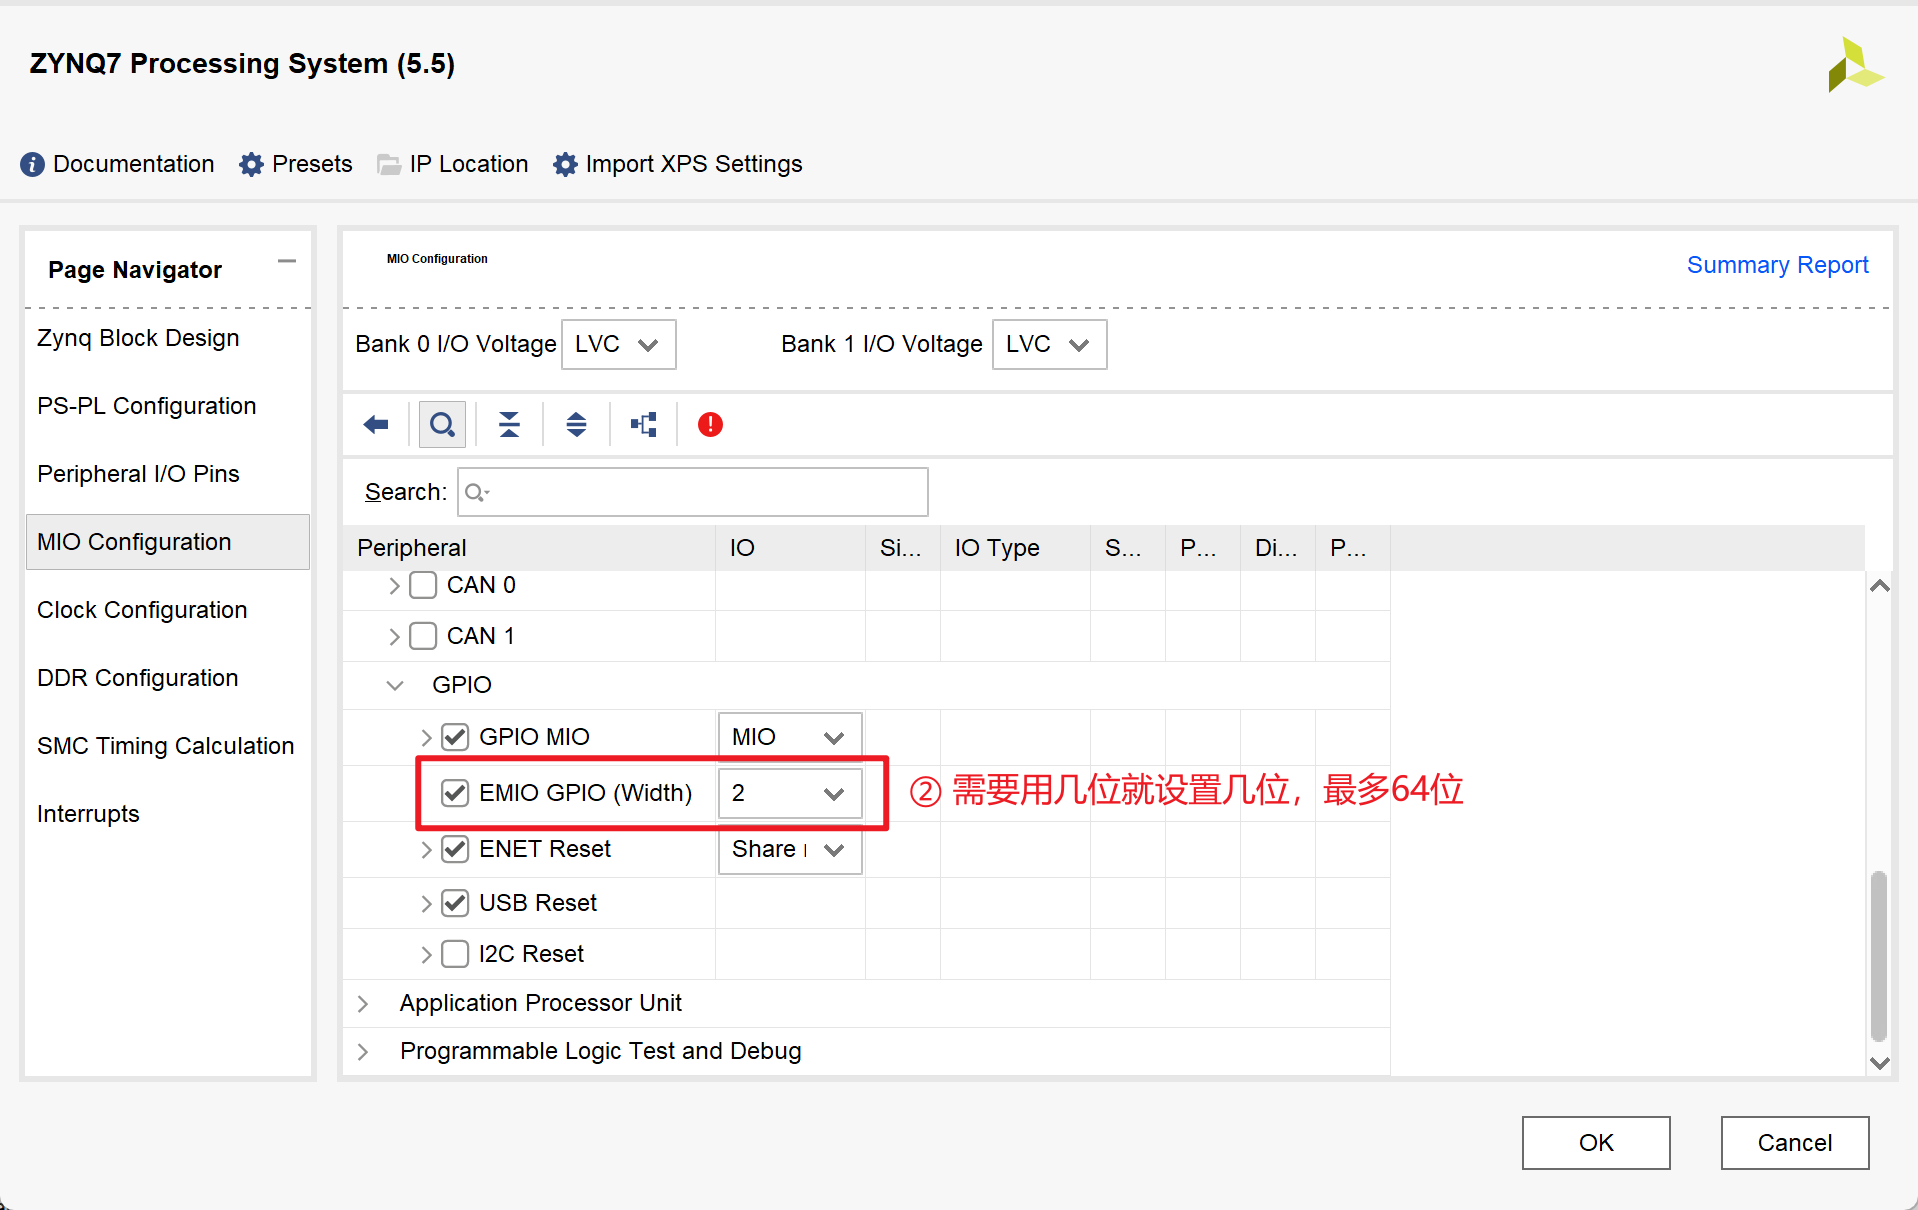 ZYNQ7 Processing System (5.5)
Documentation Presets IP Location Import XPS Settings
Page Navigator
Zynq Block Design
PS-PL Configuration
Peripheral I/O Pins
MIO Configuration
Clock Configuration
DDR Configuration
SMC Timing Calculation
Interrupts
MIO Configuration
Summary Report
Bank 0 I/O Voltage LVC Bank 1 I/O Voltage LVC
Search:
Peripheral IO Si... IO Type S... P... Di... P...
CAN 0
CAN 1
GPIO
GPIO MIO MIO
EMIO GPIO (Width) 2 ② 需要用几位就设置几位，最多64位
ENET Reset Share
USB Reset
I2C Reset
Application Processor Unit
Programmable Logic Test and Debug
OK Cancel